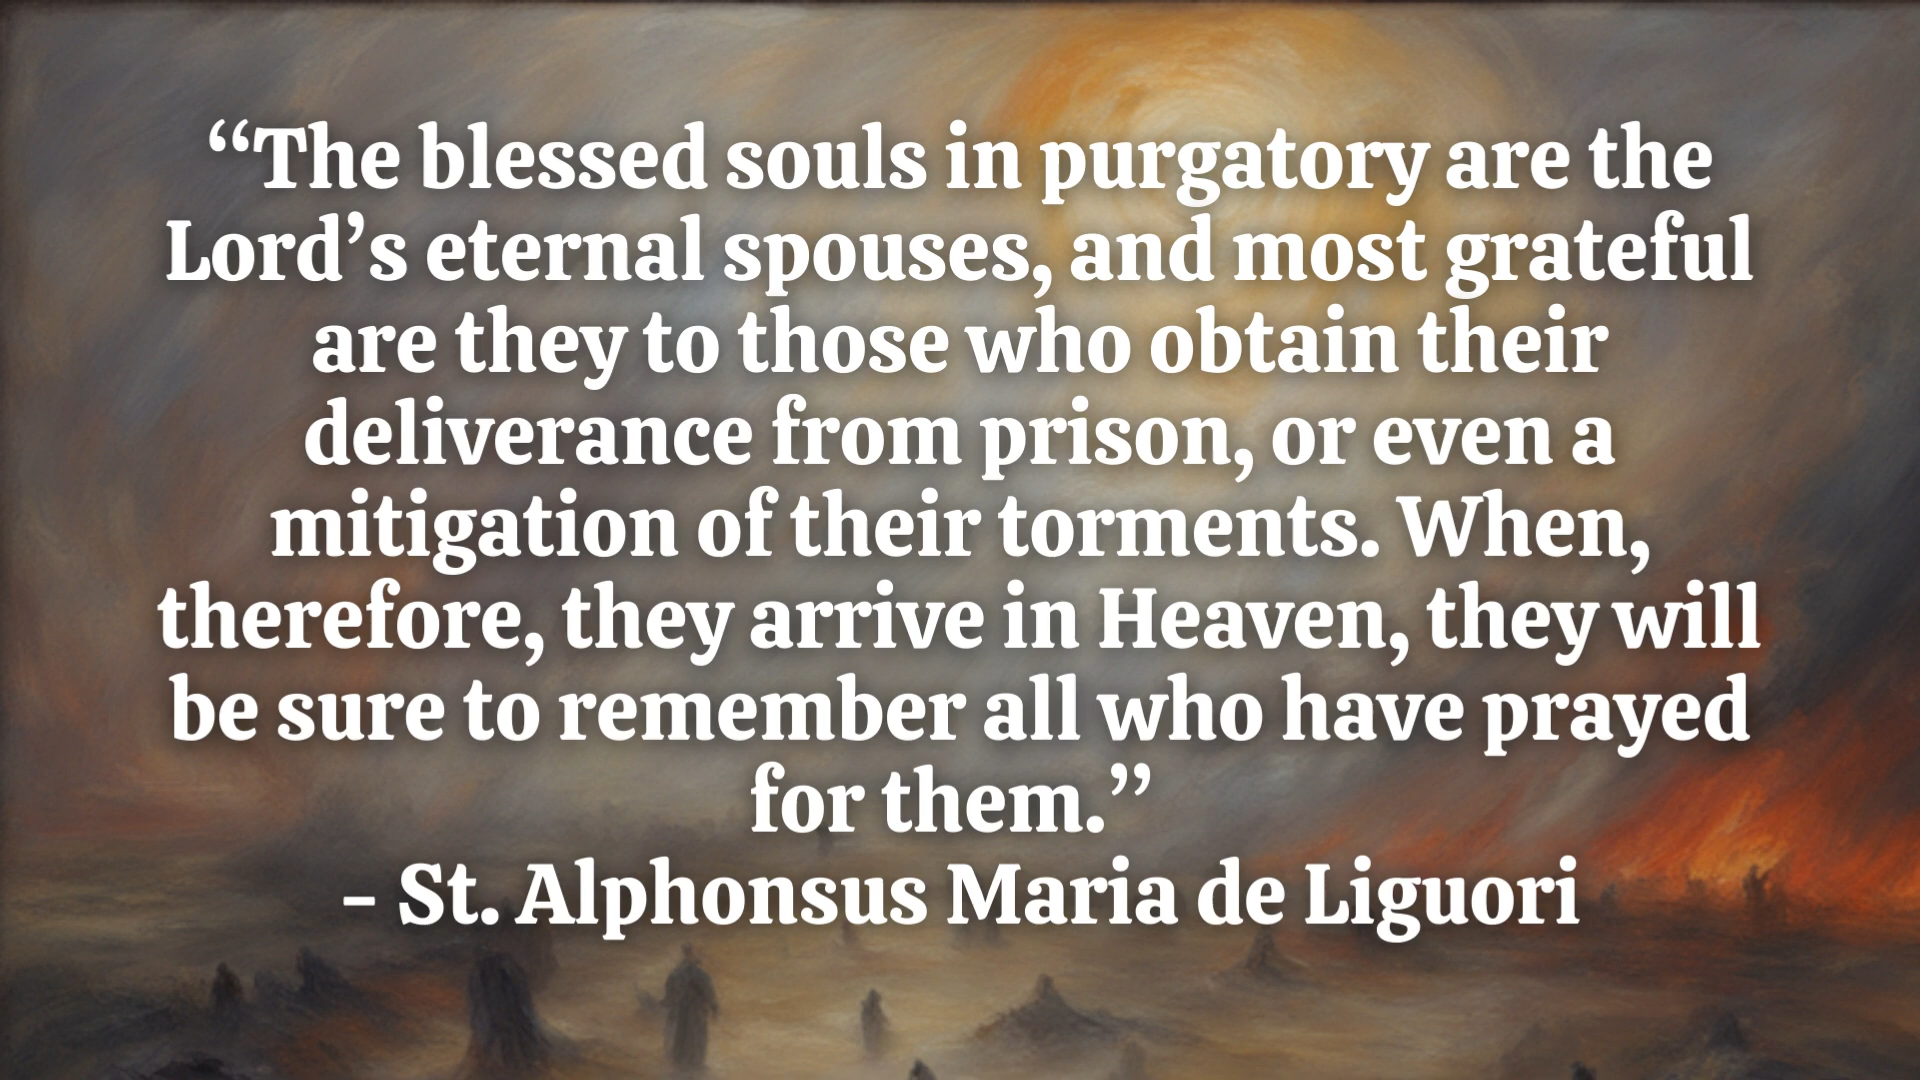 “The blessed souls in purgatory are the
Lord’s eternal spouses, and most grateful
are they to those who obtain their
deliverance from prison, or even a
mitigation of their torments. When,
therefore, they arrive in Heaven, they will
be sure to remember all who have prayed
for them.”
- St. Alphonsus Maria de Liguori